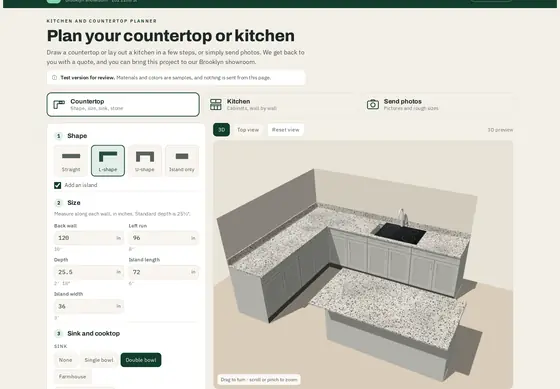 KITCHEN AND COUNTERTOP PLANNER
Plan your countertop or kitchen
Draw a countertop, or lay out a kitchen in a few steps, or simply send photos. We get back to
you with a quote, and you can bring this project to our Brooklyn showroom.
Test version for review. Materials and colors are samples, and nothing is sent from this page.
Countertop
Shape, size, sink, stone
Kitchen
Cabinets, wall by wall
Send photos
Pictures and rough sizes
1 Shape
Straight
L-shape
U-shape
Island only
Add an island
3D
Top view
Reset view
3D preview
2 Size
Measure along each wall, in inches. Standard depth is 25½".
Back wall
Left run
120 in
96 in
10'
8'
Depth
Island length
25.5 in
72 in
2' 10"
6'
Island width
36 in
3'
3 Sink and cooktop
SINK
None
Single bowl
Double bowl
Farmhouse
Drag to turn · scroll or pinch to zoom